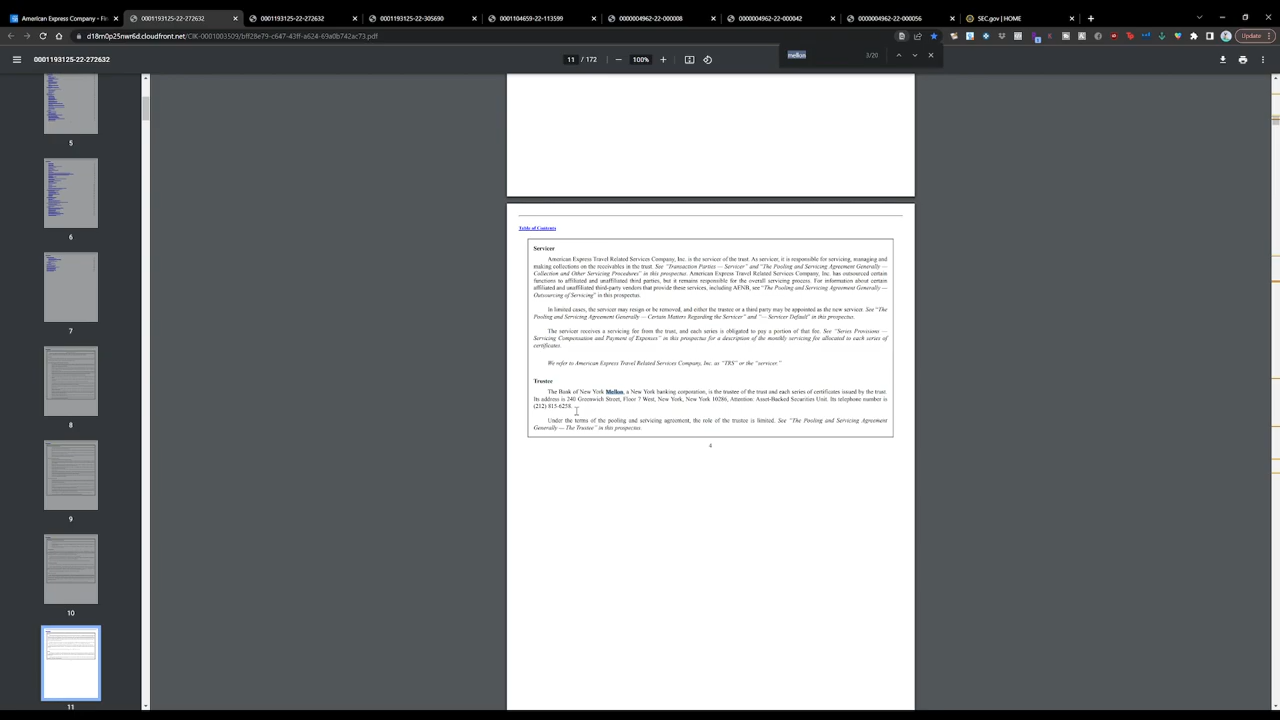 American Express Company - Fin
0001193125-22-272632
0001193125-22-272632
0001193125-22-305690
0001104659-22-113599
0000004962-22-000008
0000004962-22-000042
0000004962-22-000056
SEC.gov | HOME
d18rn0p25nwr6d.cloudfront.net/CIK-0001003509/bff28e79-c647-43ff-a624-69a0b742ac73.pdf
Update
mellon 3/20
0001193125-22-272632
11 / 172
100%
5
6
7
8
9
10
11
Table of Contents
Servicer
American Express Travel Related Services Company, Inc. is the servicer of the trust. As servicer, it is responsible for servicing, managing and
making collections on the receivables in the trust. See "Transaction Parties — Servicer" and "The Pooling and Servicing Agreement Generally —
Collection and Other Servicing Procedures" in this prospectus. American Express Travel Related Services Company, Inc. has outsourced certain
functions to affiliated and unaffiliated third parties, but it remains responsible for the overall servicing process. For information about certain
affiliated and unaffiliated third-party vendors that provide these services, including AENB, see "The Pooling and Servicing Agreement Generally —
Outsourcing of Servicing" in this prospectus.
In limited cases, the servicer may resign or be removed, and either the trustee or a third party may be appointed as the new servicer. See "The
Pooling and Servicing Agreement Generally — Certain Matters Regarding the Servicer" and "— Servicer Default" in this prospectus.
The servicer receives a servicing fee from the trust, and each series is obligated to pay a portion of that fee. See "Series Provisions —
Servicing Compensation and Payment of Expenses" in this prospectus for a description of the monthly servicing fee allocated to each series of
certificates.
We refer to American Express Travel Related Services Company, Inc. as "TRS" or the "servicer."
Trustee
The Bank of New York Mellon, a New York banking corporation, is the trustee of the trust and each series of certificates issued by the trust.
Its address is 240 Greenwich Street, Floor 7 West, New York, New York 10286, Attention: Asset-Backed Securities Unit. Its telephone number is
(212) 815-6258.
Under the terms of the pooling and servicing agreement, the role of the trustee is limited. See "The Pooling and Servicing Agreement
Generally — The Trustee" in this prospectus.
4